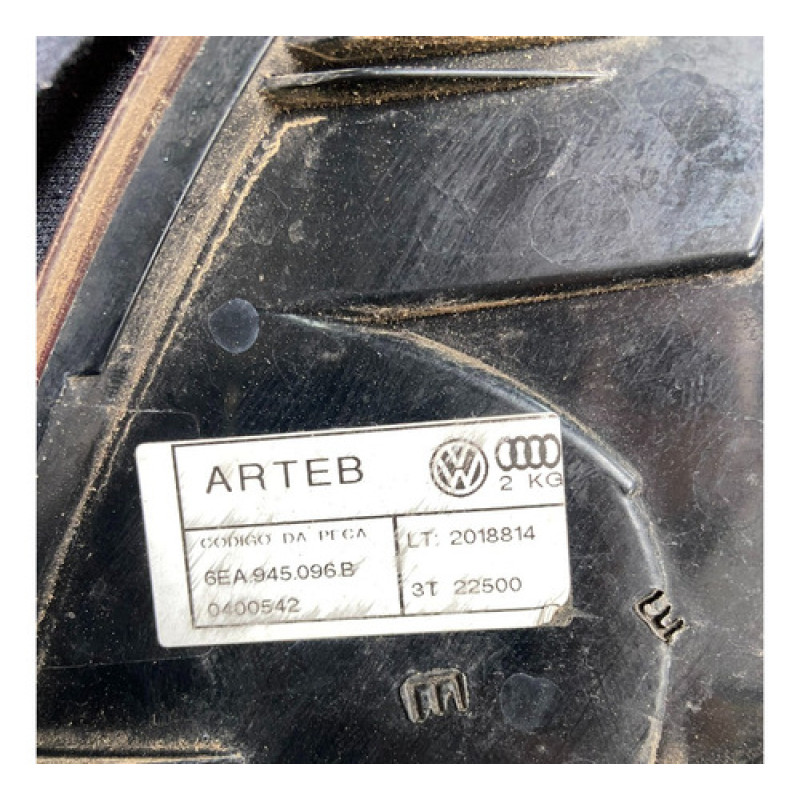 ARTEB
2 KG
CODIGO DA PECA
LT: 2018814
6EA.945.096.B
3T 22500
0400542
E
E